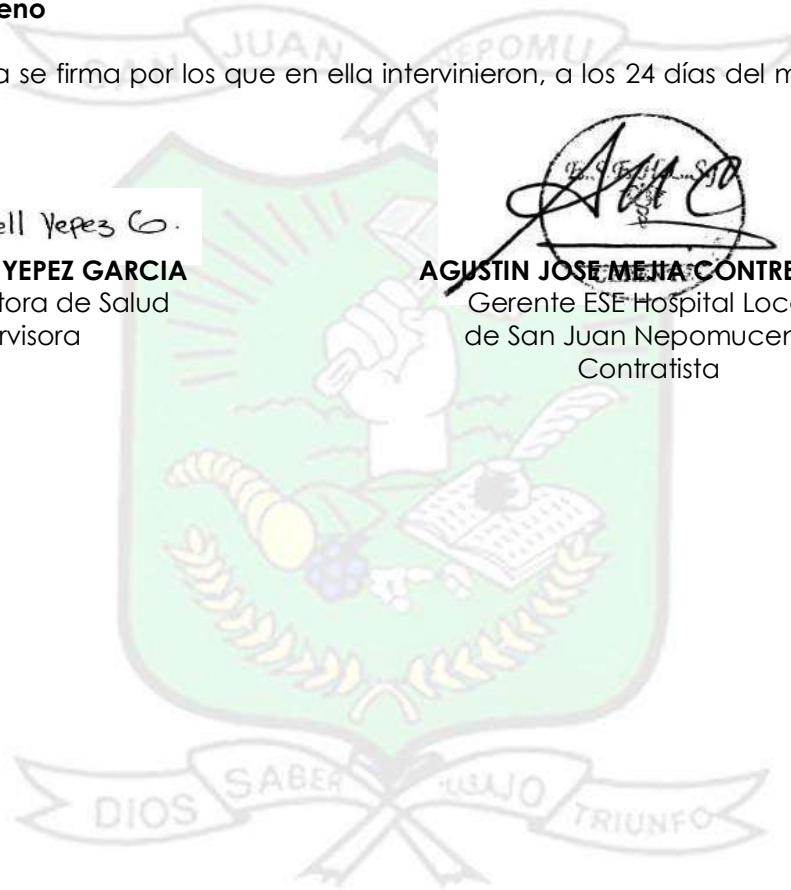 eno
SAN JUAN NEPOMU
a se firma por los que en ella intervinieron, a los 24 días del m
ell Yepez G.
YEPEZ GARCIA
AGUSTIN JOSE MEJIA CONTRE
tora de Salud
Gerente ESE Hospital Loc
rvisora
de San Juan Nepomucen
Contratista
DIOS SABER TRIUNFO